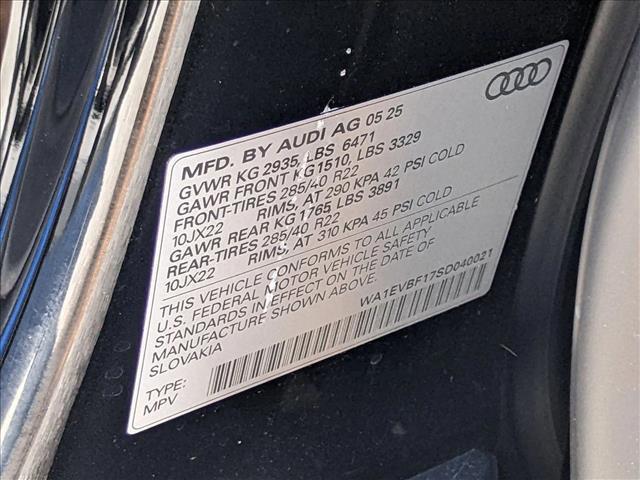 MFD. BY AUDI AG 05 25
GVWR KG 2935, LBS 6471
GAWR FRONT KG1510, LBS 3329
FRONT-TIRES 285/40 R22
10JX22 RIMS, AT 290 KPA 42 PSI COLD
GAWR REAR KG 1765 LBS 3891
REAR-TIRES 285/40 R22
10JX22 RIMS, AT 310 KPA 45 PSI COLD
THIS VEHICLE CONFORMS TO ALL APPLICABLE
U.S. FEDERAL MOTOR VEHICLE SAFETY
STANDARDS IN EFFECT ON THE DATE OF
MANUFACTURE SHOWN ABOVE.
SLOVAKIA
WA1EVBF17SD040021
TYPE:
MPV